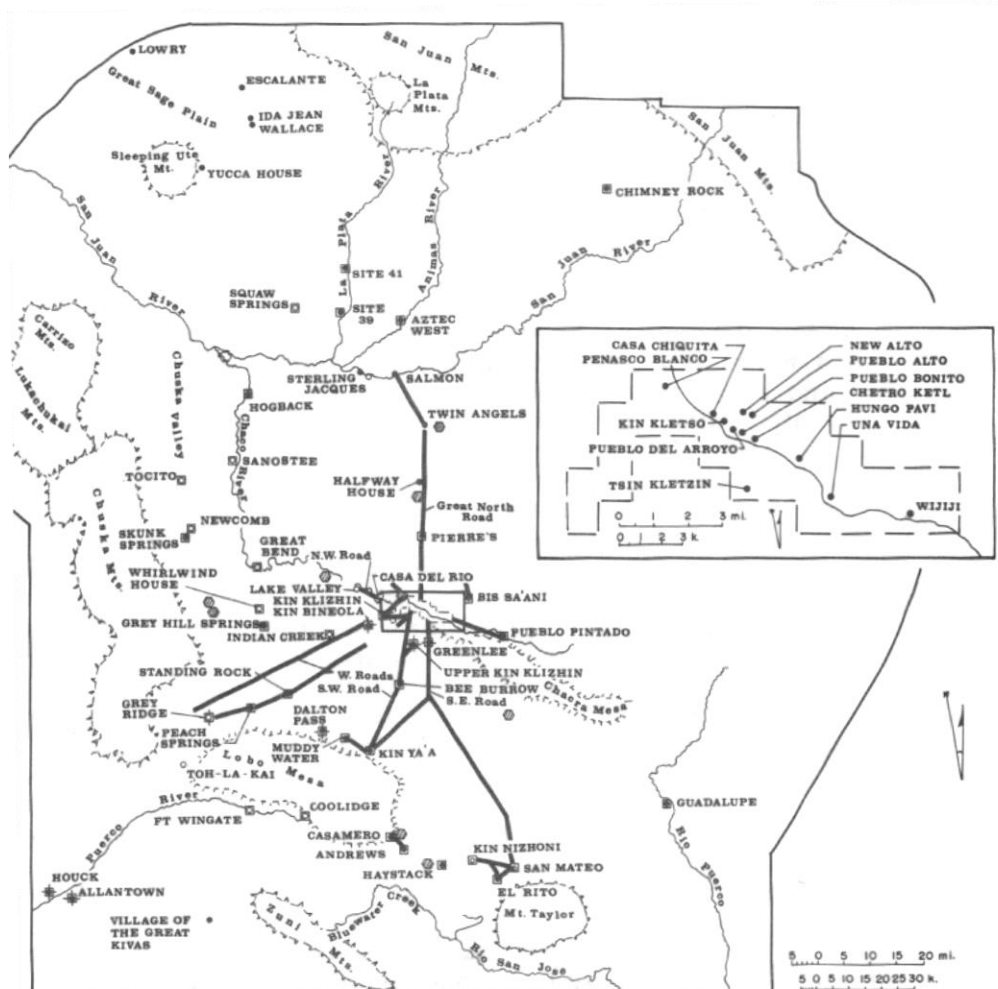 LOWRY
San Juan Mts.
Great Sage Plain
ESCALANTE
La
Plata
Mts.
IDA JEAN
WALLACE
San Juan Mts.
Sleeping Ute
Mt.
YUCCA HOUSE
CHIMNEY ROCK
San Juan River
La Plata River
Animas River
San Juan River
SITE 41
SQUAW
SPRINGS
SITE
39
AZTEC
WEST
Carrizo
Mts.
Lukachukai
Mts.
Chuska Valley
STERLING
JACQUES
SALMON
HOGBACK
TWIN ANGELS
Chaco River
SANOSTEE
TOCITO
HALFWAY
HOUSE
Great North
Road
Chuska Mts.
NEWCOMB
SKUNK
SPRINGS
PIERRE'S
GREAT
BEND
N.W. Road
WHIRLWIND
HOUSE
CASA DEL RIO
LAKE VALLEY
KIN KLIZHIN
KIN BINEOLA
BIS SA'ANI
GREY HILL SPRINGS
INDIAN CREEK
PUEBLO PINTADO
GREENLEE
STANDING ROCK
W. Roads
UPPER KIN KLIZHIN
S.W. Road
BEE BURROW
S.E. Road
Chacra Mesa
GREY
RIDGE
DALTON
PASS
PEACH
SPRINGS
MUDDY
WATER
KIN YA'A
Lobo Mesa
TOH-LA-KAI
Puerco River
COOLIDGE
FT WINGATE
GUADALUPE
CASAMERO
ANDREWS
KIN NIZHONI
SAN MATEO
HAYSTACK
EL RITO
Rio Puerco
HOUCK
ALLANTOWN
Mt. Taylor
VILLAGE OF
THE GREAT
KIVAS
Zuni Mts.
Bluewater Creek
Rio San José
5 0 5 10 15 20 mi.
5 0 5 10 15 20 25 30 k.
CASA CHIQUITA
PENASCO BLANCO
NEW ALTO
PUEBLO ALTO
PUEBLO BONITO
CHETRO KETL
HUNGO PAVI
UNA VIDA
KIN KLETSO
PUEBLO DEL ARROYO
TSIN KLETZIN
WIJIJI
0 1 2 3 mi.
0 1 2 3 k.